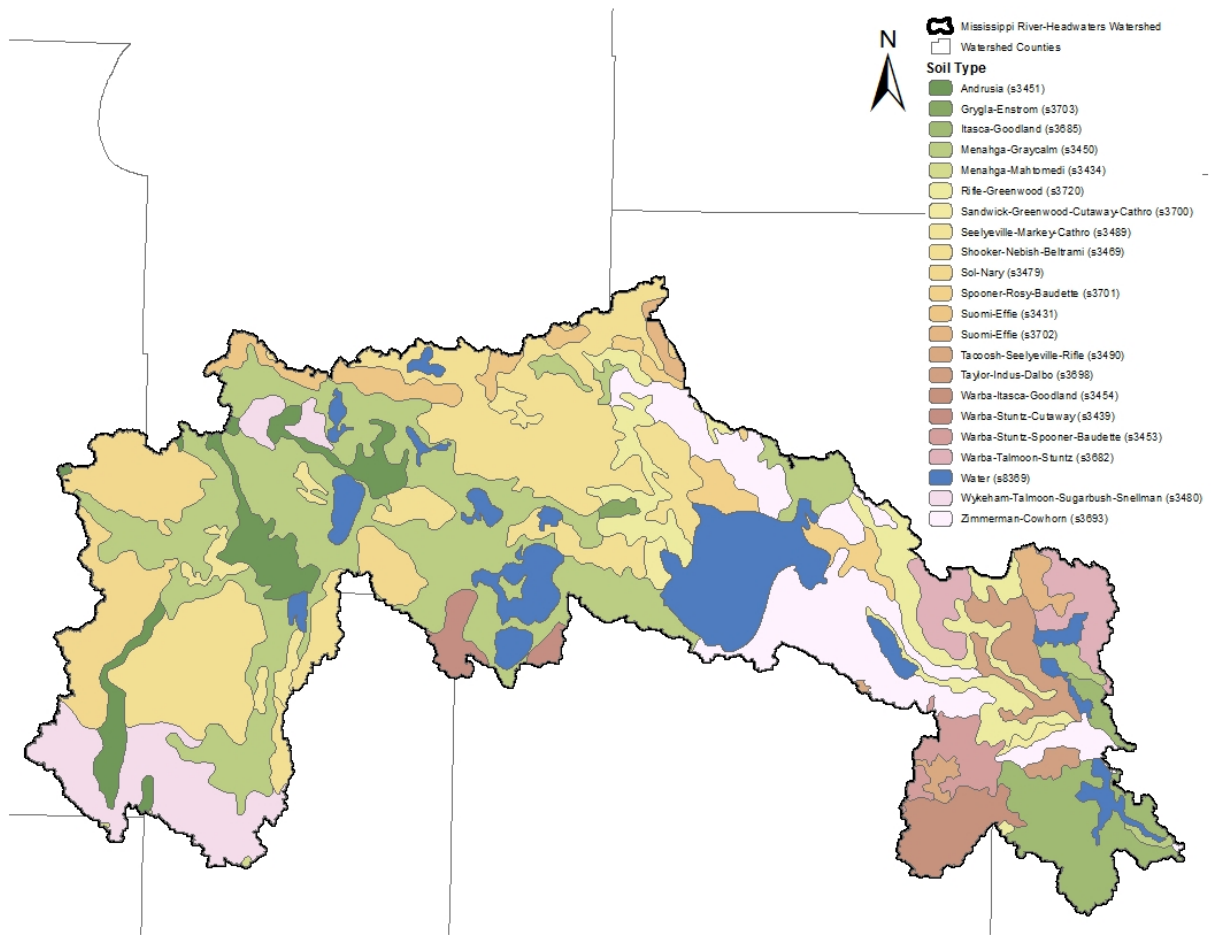 Mississippi River-Headwaters Watershed
N
Watershed Counties
Soil Type
Andrusia (s3451)
Grygla-Enstrom (s3703)
Itasca-Goodland (s3685)
Menahga-Graycalm (s3450)
Menahga-Mahtomedi (s3434)
Rifle-Greenwood (s3720)
Sandwick-Greenwood-Cutaway-Cathro (s3700)
Seelyeville-Markey-Cathro (s3489)
Shooker-Nebish-Beltrami (s3469)
Sol-Nary (s3479)
Spooner-Rosy-Baudette (s3701)
Suomi-Effie (s3431)
Suomi-Effie (s3702)
Tacoosh-Seelyeville-Rifle (s3490)
Taylor-Indus-Dalbo (s3698)
Warba-Itasca-Goodland (s3454)
Warba-Stuntz-Cutaway (s3439)
Warba-Stuntz-Spooner-Baudette (s3453)
Warba-Talmoon-Stuntz (s3682)
Water (s8369)
Wykeham-Talmoon-Sugarbush-Snellman (s3480)
Zimmerman-Cowhorn (s3693)